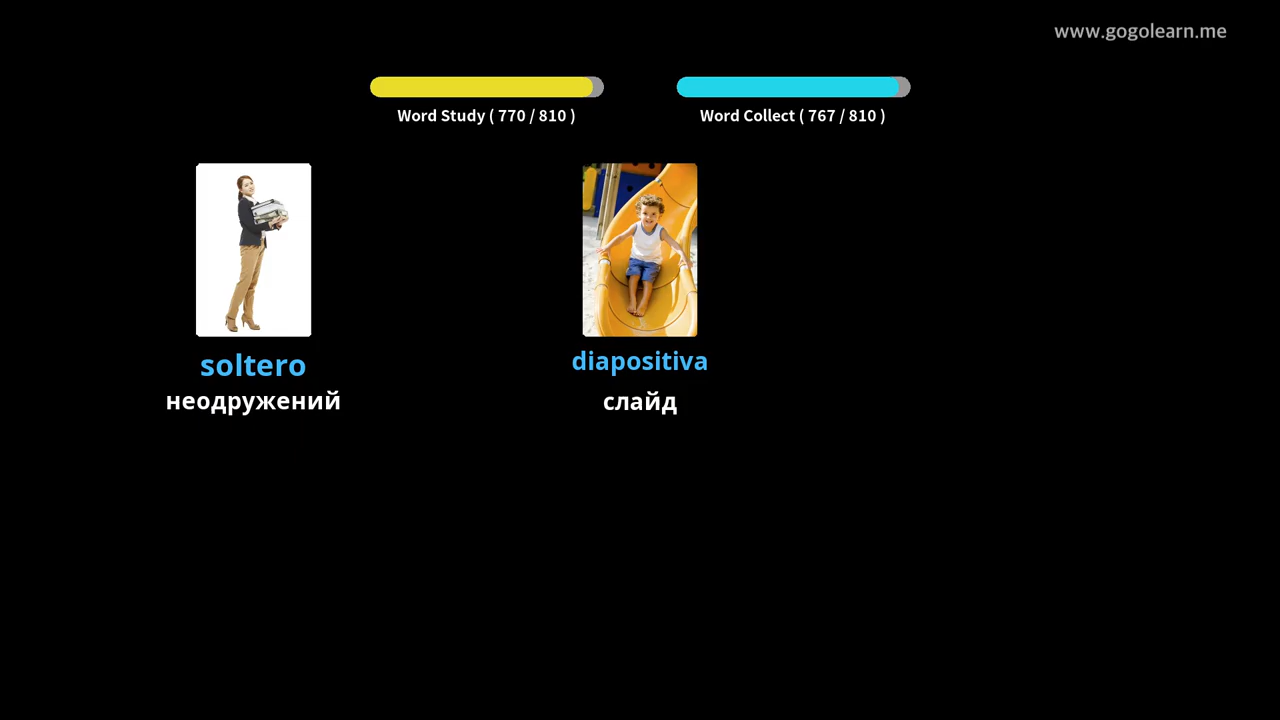 www.gogolearn.me
Word Study ( 770 / 810 )
Word Collect ( 767 / 810 )
soltero
неодружений
diapositiva
слайд